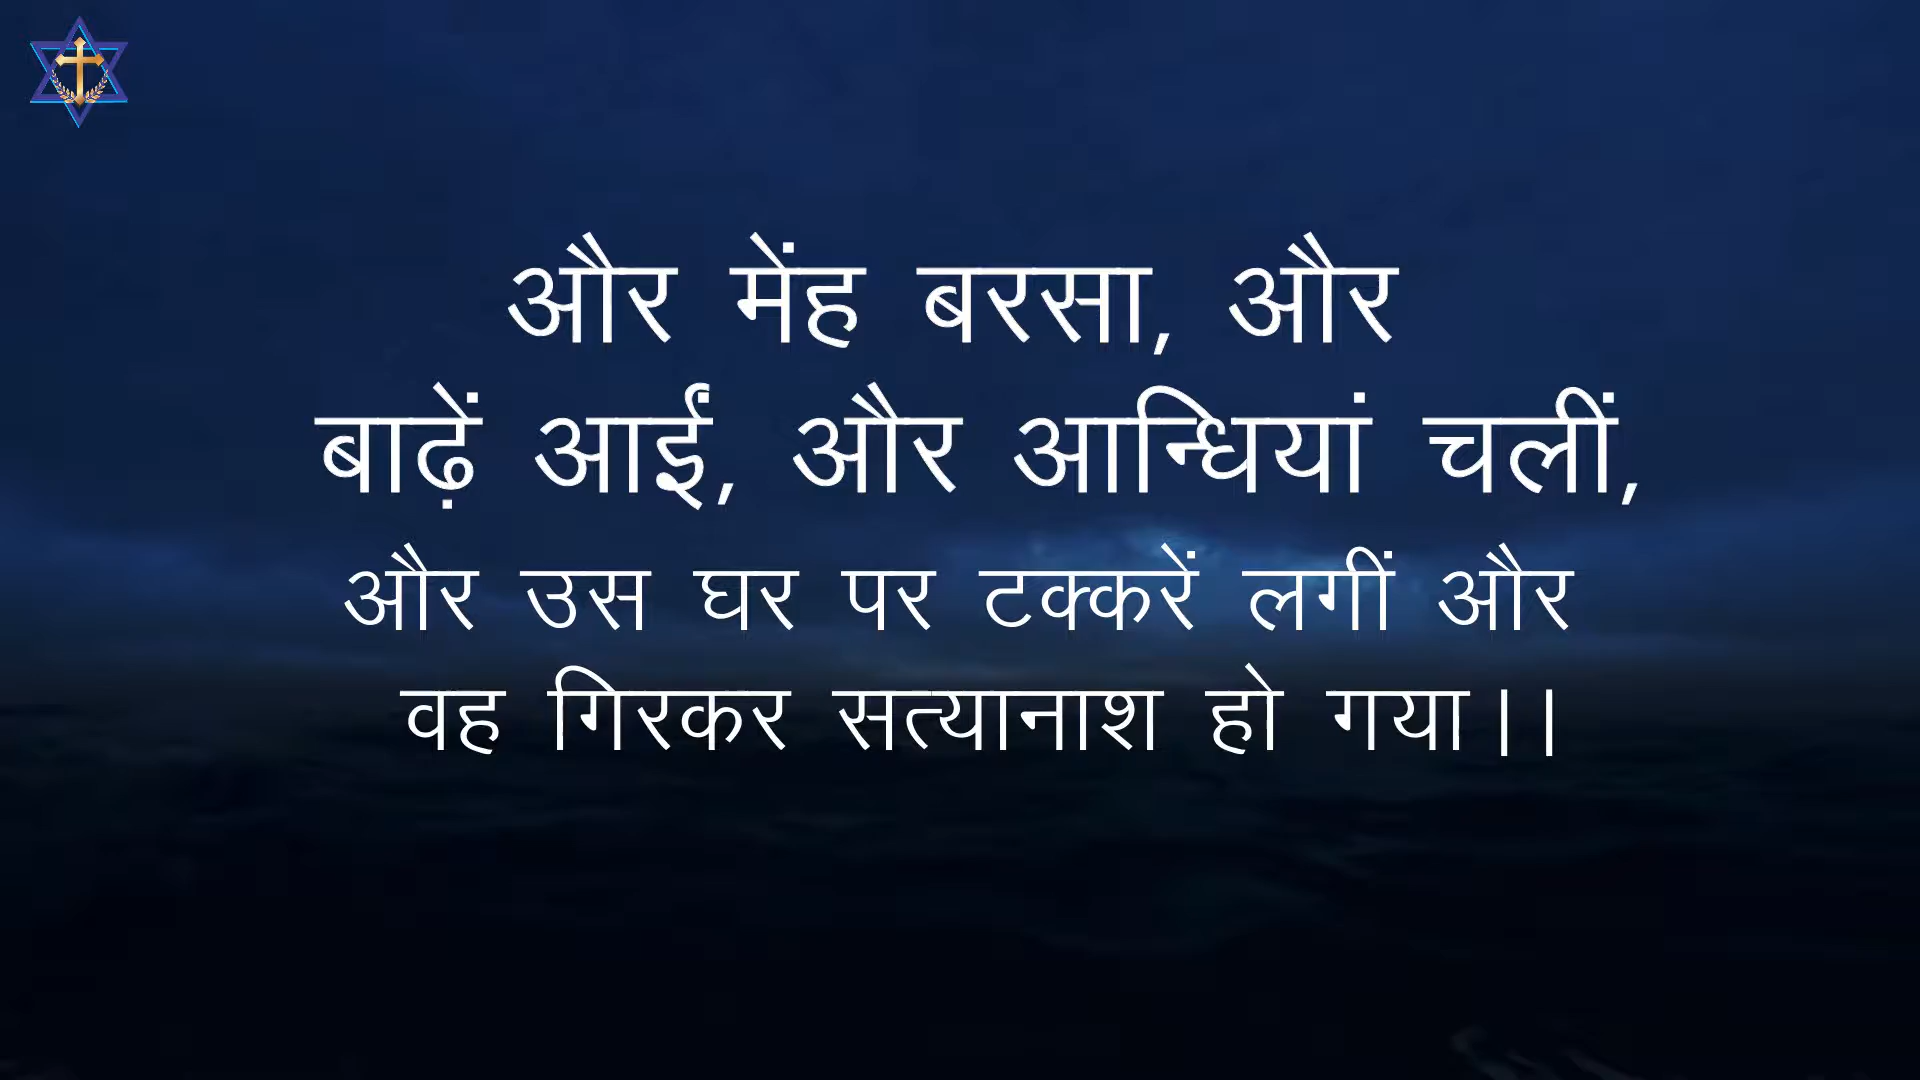 और मेंह बरसा, और
बाढ़ें आईं, और आन्धियां चलीं,
और उस घर पर टक्करें लगीं और
वह गिरकर सत्यानाश हो गया।।